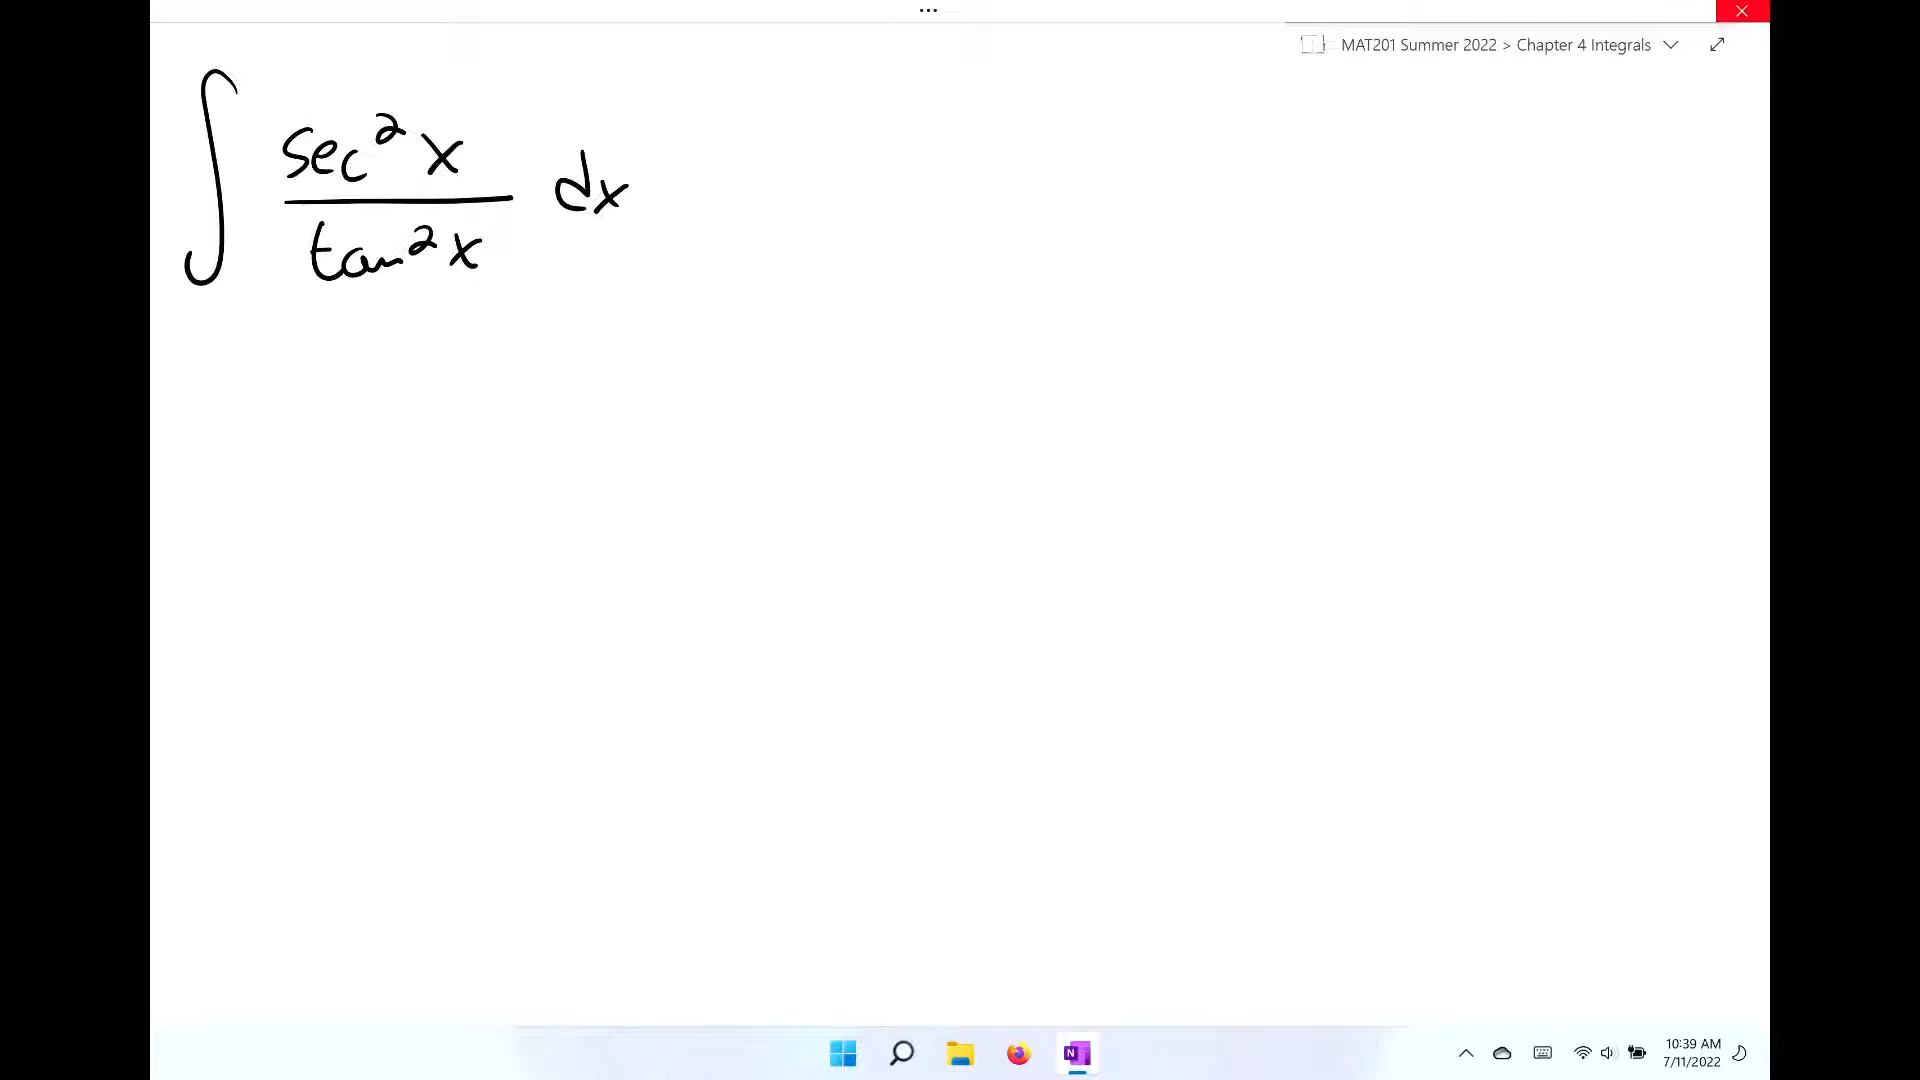 ...
MAT201 Summer 2022 > Chapter 4 Integrals
∫ sec²x / tan²x dx
N
10:39 AM
7/11/2022